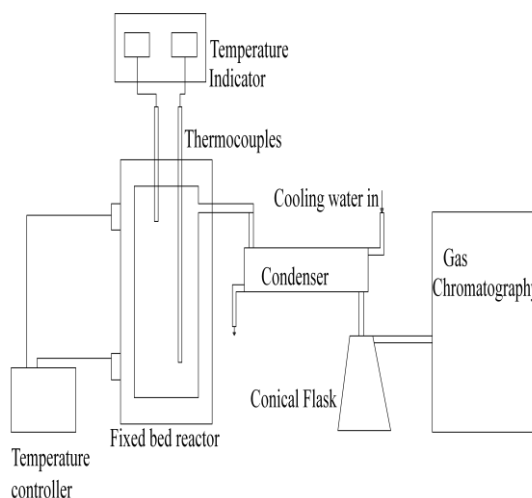 Temperature
Indicator
Thermocouples
Cooling water in
Condenser
Gas
Chromatography
Conical Flask
Fixed bed reactor
Temperature
controller